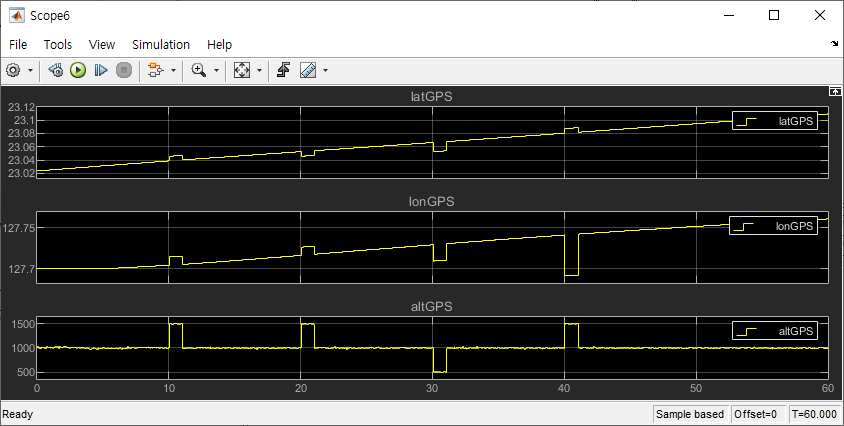 Scope6
File Tools View Simulation Help
latGPS
23.12
23.1
23.08
23.06
23.04
23.02
latGPS
lonGPS
127.75
127.7
lonGPS
altGPS
1500
1000
500
altGPS
0 10 20 30 40 50 60
Ready Sample based Offset=0 T=60.000